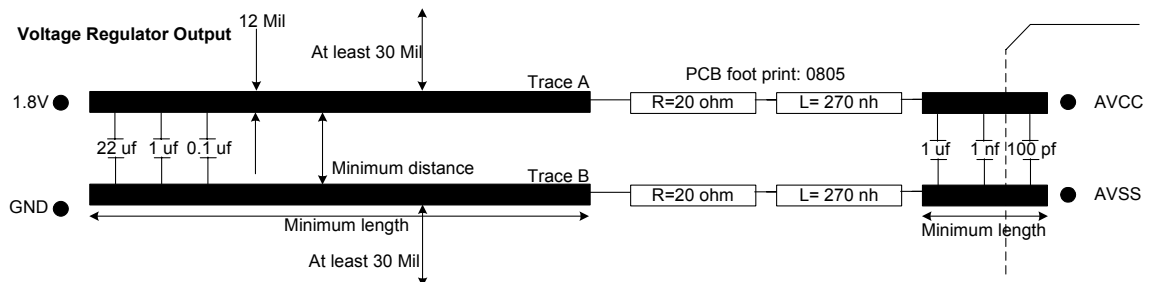 Voltage Regulator Output
12 Mil
At least 30 Mil
Trace A
PCB foot print: 0805
1.8V
R=20 ohm
L= 270 nh
AVCC
22 uf
1 uf
0.1 uf
Minimum distance
1 uf
1 nf
100 pf
Trace B
GND
R=20 ohm
L= 270 nh
AVSS
Minimum length
Minimum length
At least 30 Mil